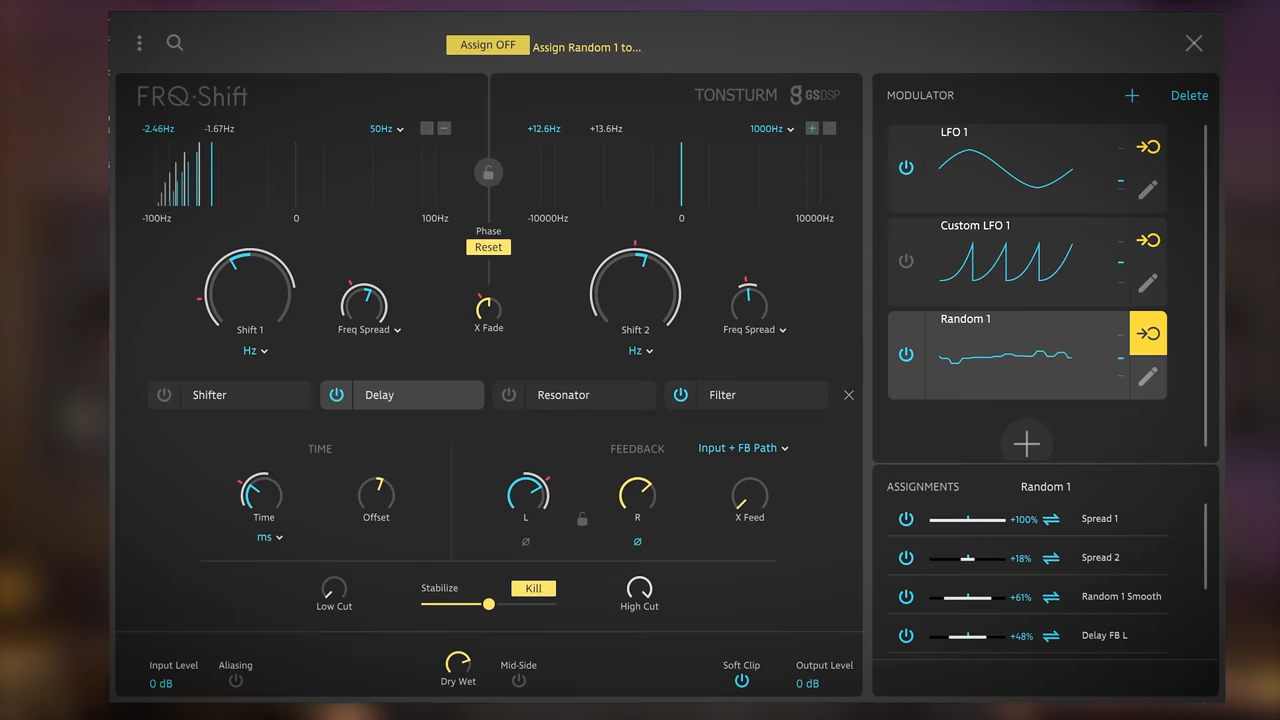 Assign OFF Assign Random 1 to...
FRQ·Shift
TONSTURM GSDSP
-2.46Hz -1.67Hz 50Hz
+12.6Hz +13.6Hz 1000Hz
-100Hz 0 100Hz
-10000Hz 0 10000Hz
Phase
Reset
Shift 1
Hz
Freq Spread
X Fade
Shift 2
Hz
Freq Spread
Shifter
Delay
Resonator
Filter
TIME
FEEDBACK
Input + FB Path
Time
ms
Offset
L
R
X Feed
Ø Ø
Low Cut
Stabilize
Kill
High Cut
Input Level
0 dB
Aliasing
Dry Wet
Mid-Side
Soft Clip
Output Level
0 dB
MODULATOR
Delete
LFO 1
Custom LFO 1
Random 1
ASSIGNMENTS Random 1
+100% Spread 1
+18% Spread 2
+61% Random 1 Smooth
+48% Delay FB L